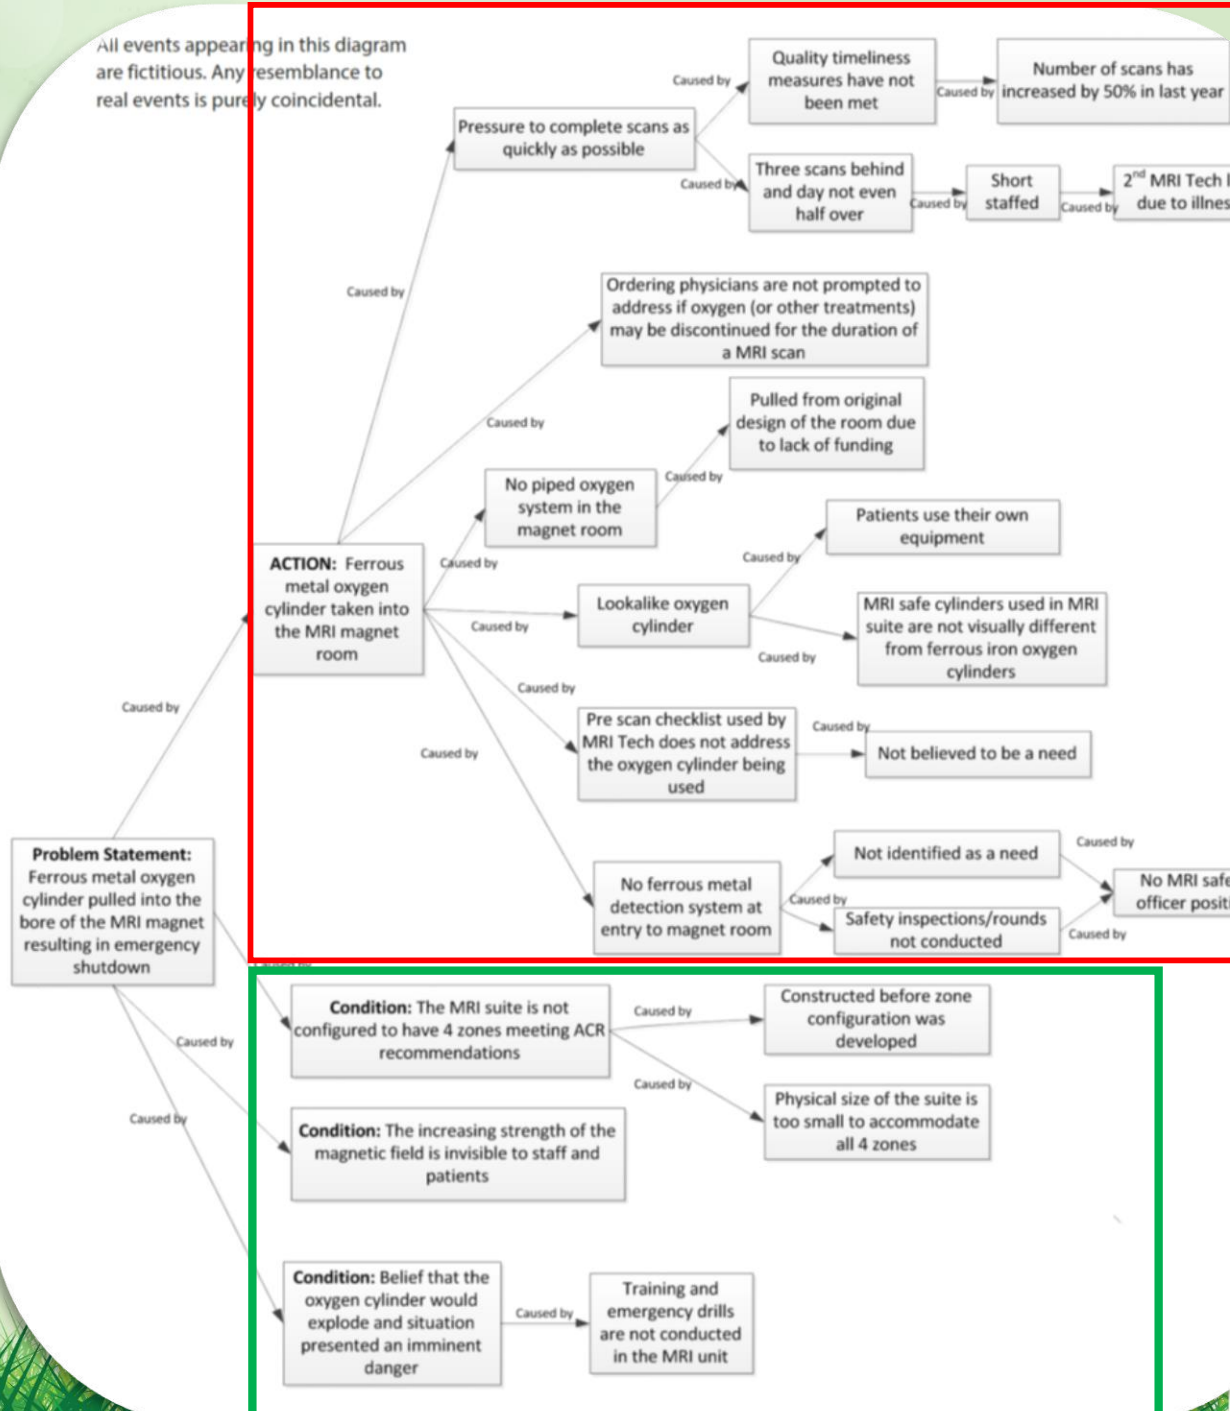 All events appearing in this diagram
are fictitious. Any resemblance to
real events is purely coincidental.
Quality timeliness
measures have not
been met
Caused by
Caused by
Number of scans has
increased by 50% in last year
Pressure to complete scans as
quickly as possible
Caused by
Three scans behind
and day not even
half over
Caused by
Short
staffed
Caused by
2nd MRI Tech
due to
Caused by
Ordering physicians are not prompted to
address if oxygen (or other treatments)
may be discontinued for the duration of
a MRI scan
Caused by
Pulled from original
design of the room due
to lack of funding
Caused by
No piped oxygen
system in the
magnet room
Caused by
Patients use their own
equipment
Caused by
ACTION: Ferrous
metal oxygen
cylinder taken into
the MRI magnet
room
Caused by
Lookalike oxygen
cylinder
MRI safe cylinders used in MRI
suite are not visually different
from ferrous iron oxygen
cylinders
Caused by
Caused by
Pre scan checklist used by
MRI Tech does not address
the oxygen cylinder being
used
Caused by
Not believed to be a need
Caused by
Caused by
No ferrous metal
detection system at
entry to magnet room
Caused by
Not identified as a need
Safety inspections/rounds
not conducted
Caused by
Caused by
No MRI
officer
Problem Statement:
Ferrous metal oxygen
cylinder pulled into the
bore of the MRI magnet
resulting in emergency
shutdown
Condition: The MRI suite is not
configured to have 4 zones meeting ACR
recommendations
Caused by
Constructed before zone
configuration was
developed
Caused by
Physical size of the suite is
too small to accommodate
all 4 zones
Caused by
Condition: The increasing strength of the
magnetic field is invisible to staff and
patients
Caused by
Condition: Belief that the
oxygen cylinder would
explode and situation
presented an imminent
danger
Caused by
Training and
emergency drills
are not conducted
in the MRI unit